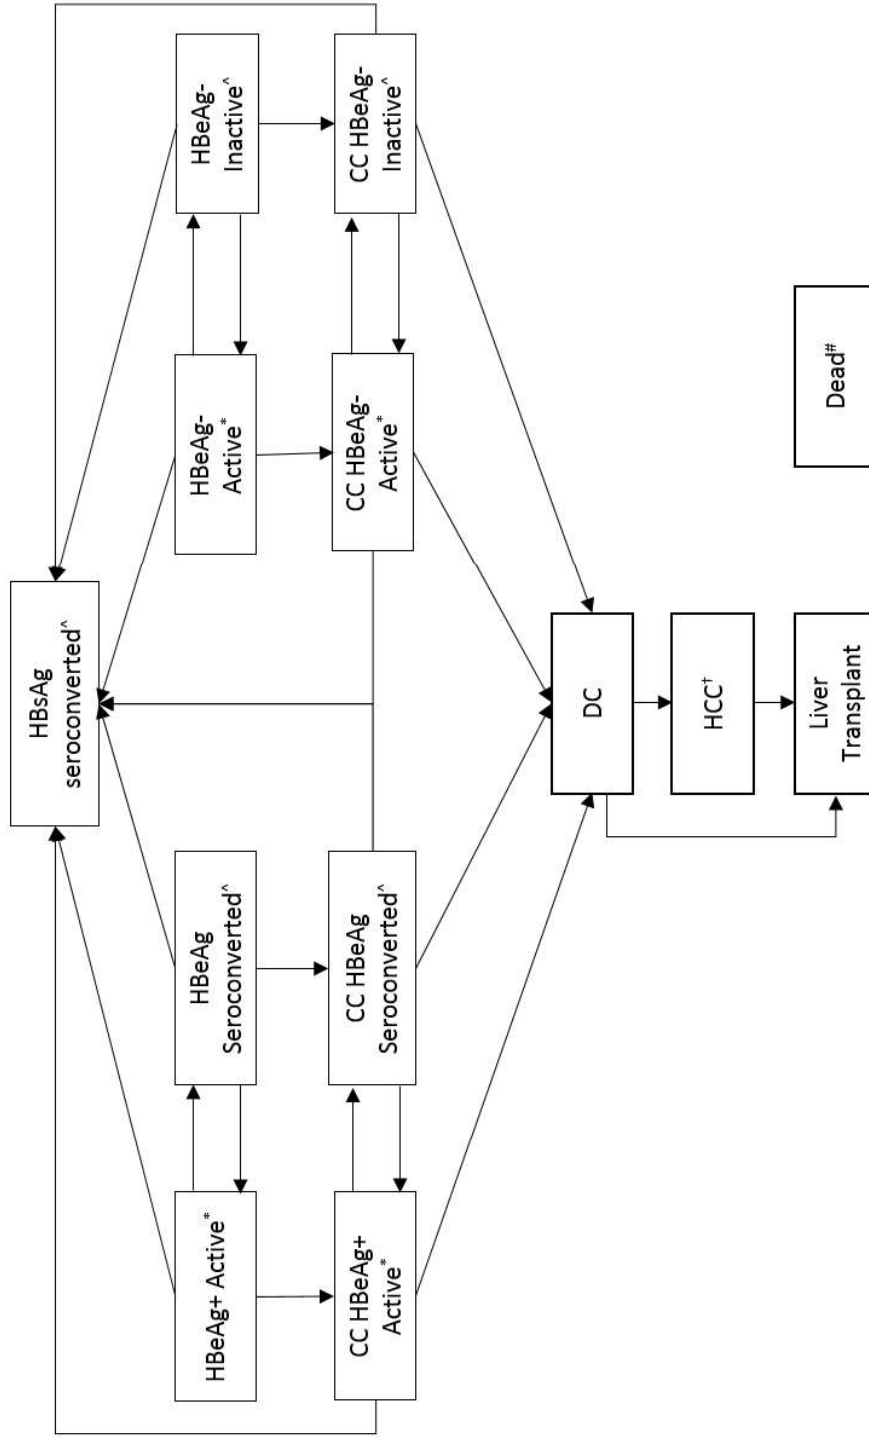 HBsAg
seroconverted^
HBeAg+ Active*
HBeAg
Seroconverted^
HBeAg-
Active*
HBeAg-
Inactive^
CC HBeAg+
Active*
CC HBeAg
Seroconverted^
CC HBeAg-
Active*
CC HBeAg-
Inactive^
DC
HCC†
Liver
Transplant
Dead#